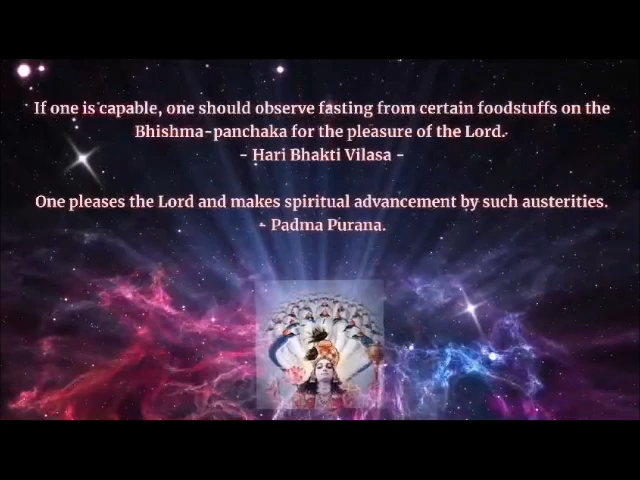 If one is capable, one should observe fasting from certain foodstuffs on the
Bhishma-panchaka for the pleasure of the Lord.
- Hari Bhakti Vilasa -
One pleases the Lord and makes spiritual advancement by such austerities.
- Padma Purana.